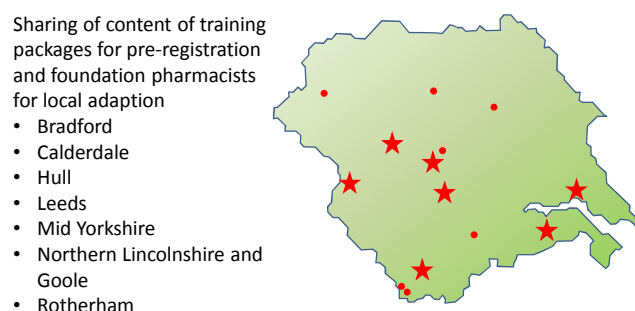 Sharing of content of training
packages for pre-registration
and foundation pharmacists
for local adaption
• Bradford
• Calderdale
• Hull
• Leeds
• Mid Yorkshire
• Northern Lincolnshire and
Goole
• Rotherham